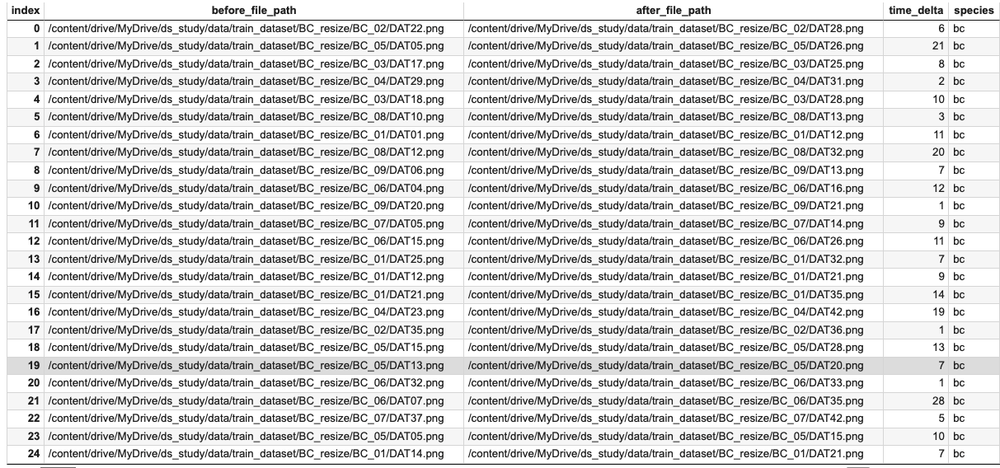 index before_file_path after_file_path time_delta species
0 /content/drive/MyDrive/ds_study/data/train_dataset/BC_resize/BC_02/DAT22.png /content/drive/MyDrive/ds_study/data/train_dataset/BC_resize/BC_02/DAT28.png 6 bc
1 /content/drive/MyDrive/ds_study/data/train_dataset/BC_resize/BC_05/DAT05.png /content/drive/MyDrive/ds_study/data/train_dataset/BC_resize/BC_05/DAT26.png 21 bc
2 /content/drive/MyDrive/ds_study/data/train_dataset/BC_resize/BC_03/DAT17.png /content/drive/MyDrive/ds_study/data/train_dataset/BC_resize/BC_03/DAT25.png 8 bc
3 /content/drive/MyDrive/ds_study/data/train_dataset/BC_resize/BC_04/DAT29.png /content/drive/MyDrive/ds_study/data/train_dataset/BC_resize/BC_04/DAT31.png 2 bc
4 /content/drive/MyDrive/ds_study/data/train_dataset/BC_resize/BC_03/DAT18.png /content/drive/MyDrive/ds_study/data/train_dataset/BC_resize/BC_03/DAT28.png 10 bc
5 /content/drive/MyDrive/ds_study/data/train_dataset/BC_resize/BC_08/DAT10.png /content/drive/MyDrive/ds_study/data/train_dataset/BC_resize/BC_08/DAT13.png 3 bc
6 /content/drive/MyDrive/ds_study/data/train_dataset/BC_resize/BC_01/DAT01.png /content/drive/MyDrive/ds_study/data/train_dataset/BC_resize/BC_01/DAT12.png 11 bc
7 /content/drive/MyDrive/ds_study/data/train_dataset/BC_resize/BC_08/DAT12.png /content/drive/MyDrive/ds_study/data/train_dataset/BC_resize/BC_08/DAT32.png 20 bc
8 /content/drive/MyDrive/ds_study/data/train_dataset/BC_resize/BC_09/DAT06.png /content/drive/MyDrive/ds_study/data/train_dataset/BC_resize/BC_09/DAT13.png 7 bc
9 /content/drive/MyDrive/ds_study/data/train_dataset/BC_resize/BC_06/DAT04.png /content/drive/MyDrive/ds_study/data/train_dataset/BC_resize/BC_06/DAT16.png 12 bc
10 /content/drive/MyDrive/ds_study/data/train_dataset/BC_resize/BC_09/DAT20.png /content/drive/MyDrive/ds_study/data/train_dataset/BC_resize/BC_09/DAT21.png 1 bc
11 /content/drive/MyDrive/ds_study/data/train_dataset/BC_resize/BC_07/DAT05.png /content/drive/MyDrive/ds_study/data/train_dataset/BC_resize/BC_07/DAT14.png 9 bc
12 /content/drive/MyDrive/ds_study/data/train_dataset/BC_resize/BC_06/DAT15.png /content/drive/MyDrive/ds_study/data/train_dataset/BC_resize/BC_06/DAT26.png 11 bc
13 /content/drive/MyDrive/ds_study/data/train_dataset/BC_resize/BC_01/DAT25.png /content/drive/MyDrive/ds_study/data/train_dataset/BC_resize/BC_01/DAT32.png 7 bc
14 /content/drive/MyDrive/ds_study/data/train_dataset/BC_resize/BC_01/DAT12.png /content/drive/MyDrive/ds_study/data/train_dataset/BC_resize/BC_01/DAT21.png 9 bc
15 /content/drive/MyDrive/ds_study/data/train_dataset/BC_resize/BC_01/DAT21.png /content/drive/MyDrive/ds_study/data/train_dataset/BC_resize/BC_01/DAT35.png 14 bc
16 /content/drive/MyDrive/ds_study/data/train_dataset/BC_resize/BC_04/DAT23.png /content/drive/MyDrive/ds_study/data/train_dataset/BC_resize/BC_04/DAT42.png 19 bc
17 /content/drive/MyDrive/ds_study/data/train_dataset/BC_resize/BC_02/DAT35.png /content/drive/MyDrive/ds_study/data/train_dataset/BC_resize/BC_02/DAT36.png 1 bc
18 /content/drive/MyDrive/ds_study/data/train_dataset/BC_resize/BC_05/DAT15.png /content/drive/MyDrive/ds_study/data/train_dataset/BC_resize/BC_05/DAT28.png 13 bc
19 /content/drive/MyDrive/ds_study/data/train_dataset/BC_resize/BC_05/DAT13.png /content/drive/MyDrive/ds_study/data/train_dataset/BC_resize/BC_05/DAT20.png 7 bc
20 /content/drive/MyDrive/ds_study/data/train_dataset/BC_resize/BC_06/DAT32.png /content/drive/MyDrive/ds_study/data/train_dataset/BC_resize/BC_06/DAT33.png 1 bc
21 /content/drive/MyDrive/ds_study/data/train_dataset/BC_resize/BC_06/DAT07.png /content/drive/MyDrive/ds_study/data/train_dataset/BC_resize/BC_06/DAT35.png 28 bc
22 /content/drive/MyDrive/ds_study/data/train_dataset/BC_resize/BC_07/DAT37.png /content/drive/MyDrive/ds_study/data/train_dataset/BC_resize/BC_07/DAT42.png 5 bc
23 /content/drive/MyDrive/ds_study/data/train_dataset/BC_resize/BC_05/DAT05.png /content/drive/MyDrive/ds_study/data/train_dataset/BC_resize/BC_05/DAT15.png 10 bc
24 /content/drive/MyDrive/ds_study/data/train_dataset/BC_resize/BC_01/DAT14.png /content/drive/MyDrive/ds_study/data/train_dataset/BC_resize/BC_01/DAT21.png 7 bc